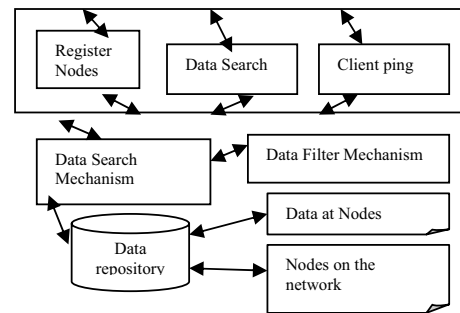 Register
Nodes
Data Search
Client ping
Data Search
Mechanism
Data Filter Mechanism
Data at Nodes
Data
repository
Nodes on the
network